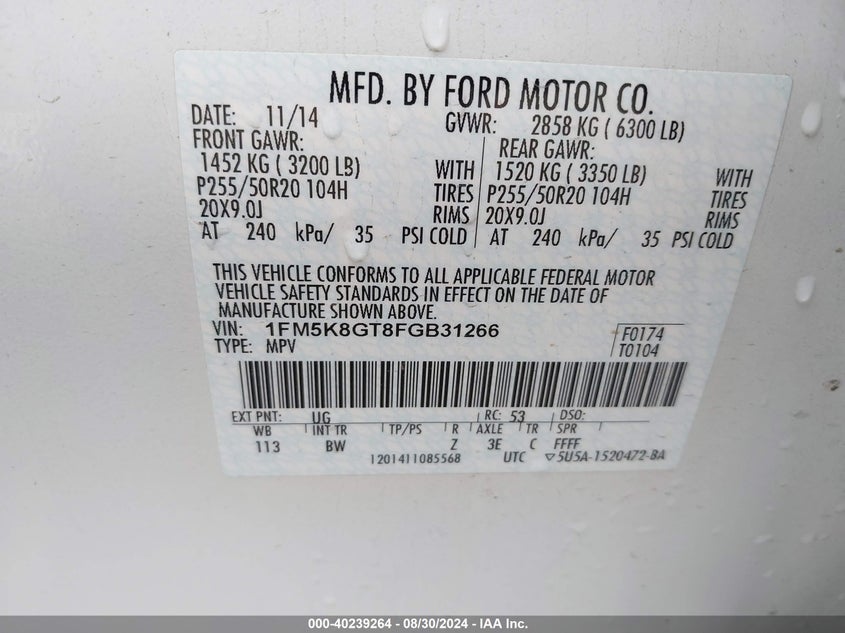 MFD. BY FORD MOTOR CO.
DATE: 11/14 GVWR: 2858 KG ( 6300 LB)
FRONT GAWR: REAR GAWR:
1452 KG ( 3200 LB) WITH 1520 KG ( 3350 LB) WITH
P255/50R20 104H TIRES P255/50R20 104H TIRES
20X9.0J RIMS 20X9.0J RIMS
AT 240 kPa/ 35 PSI COLD AT 240 kPa/ 35 PSI COLD
THIS VEHICLE CONFORMS TO ALL APPLICABLE FEDERAL MOTOR
VEHICLE SAFETY STANDARDS IN EFFECT ON THE DATE OF
MANUFACTURE SHOWN ABOVE.
VIN: 1FM5K8GT8FGB31266 F0174
TYPE: MPV T0104
EXT PNT: UG RC: 53 DSO:
WB INT TR TP/PS R AXLE TR SPR
113 BW Z 3E C FFFF
1201411085568 UTC ▽5U5A-1520472-BA
000-40239264 - 08/30/2024 - IAA Inc.